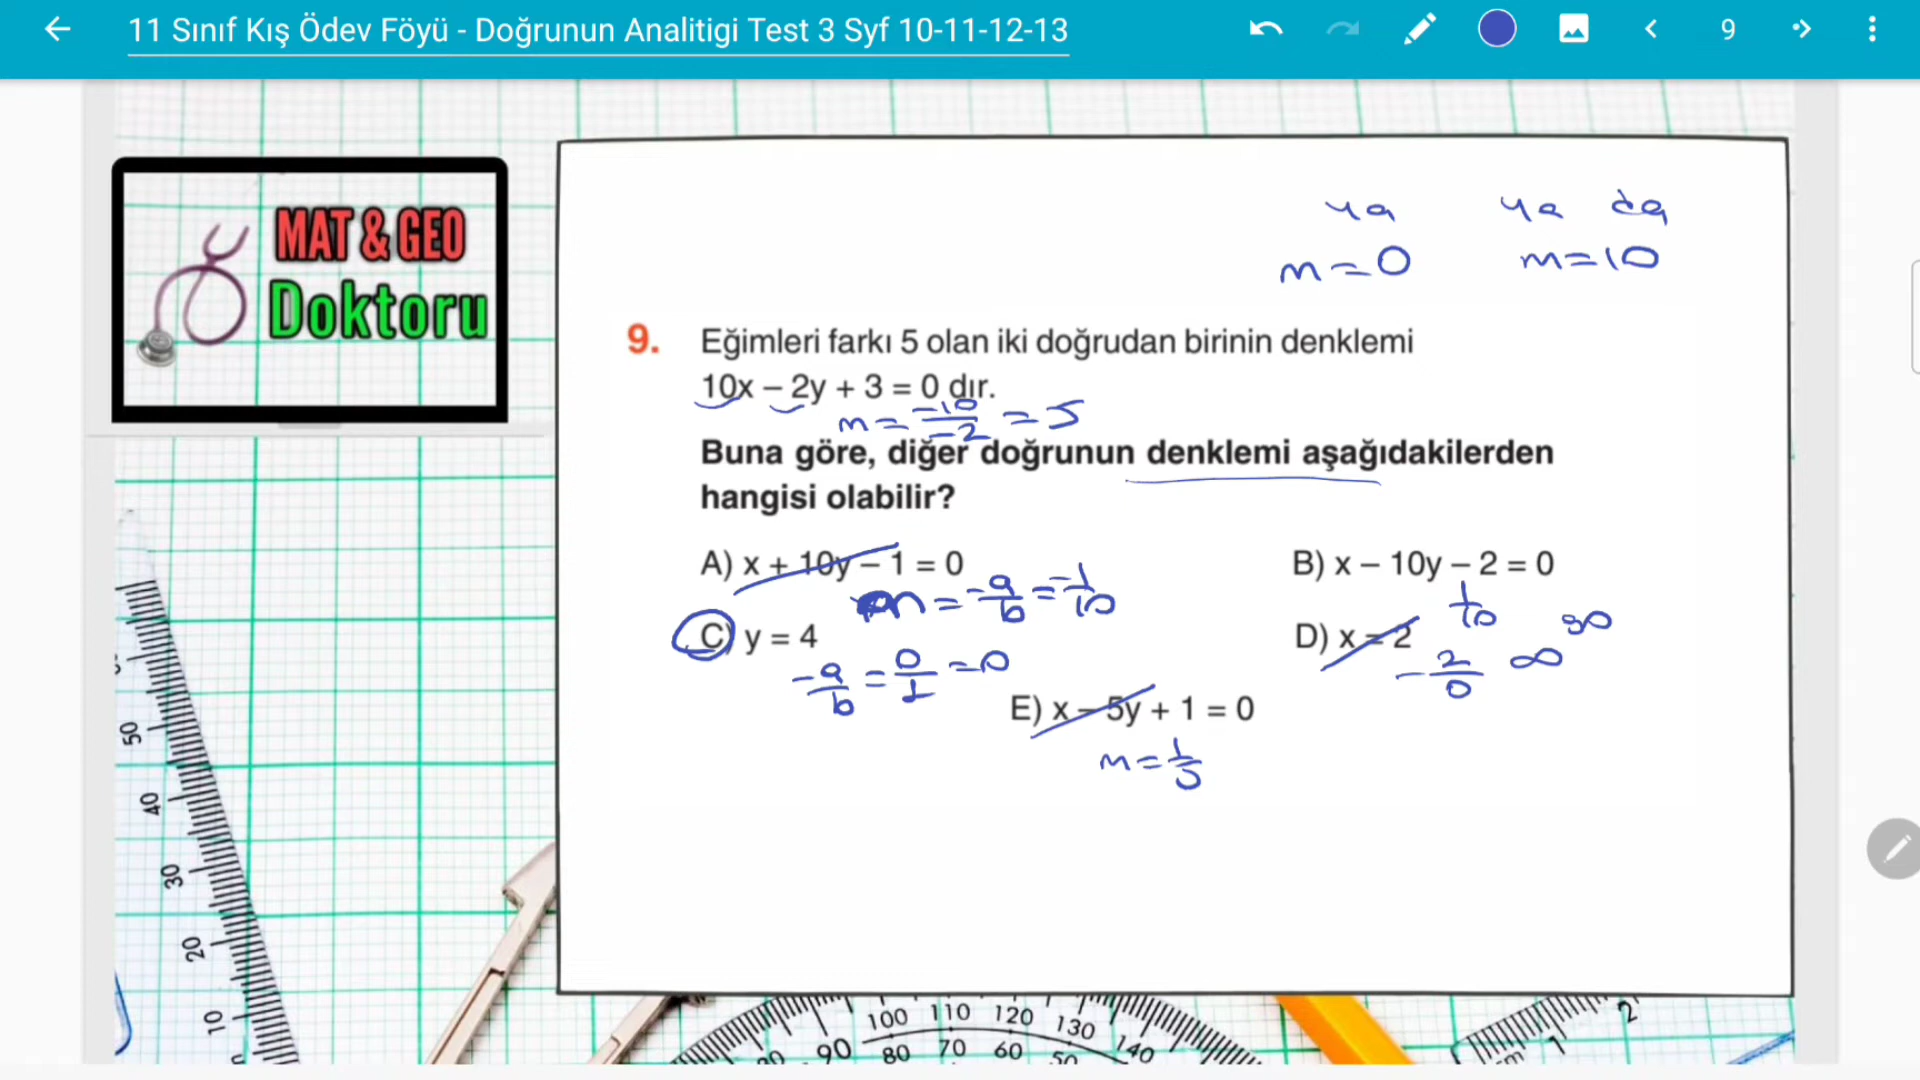 11 Sınıf Kış Ödev Föyü - Doğrunun Analitigi Test 3 Syf 10-11-12-13
9
MAT & GEO
Doktoru
ya ya da
m=0 m=10
9. Eğimleri farkı 5 olan iki doğrudan birinin denklemi
10x – 2y + 3 = 0 dır.
m = -10/-2 = 5
Buna göre, diğer doğrunun denklemi aşağıdakilerden
hangisi olabilir?
A) x + 10y – 1 = 0 B) x – 10y – 2 = 0
m = -a/b = -1/10 1/10
C) y = 4 D) x = 2
-a/b = 0/1 = 0 -2/0 ∞
E) x – 5y + 1 = 0
m = 1/5
50
40
30
20
10
100 110 120 130 140
90 80 70 60 50
1 2